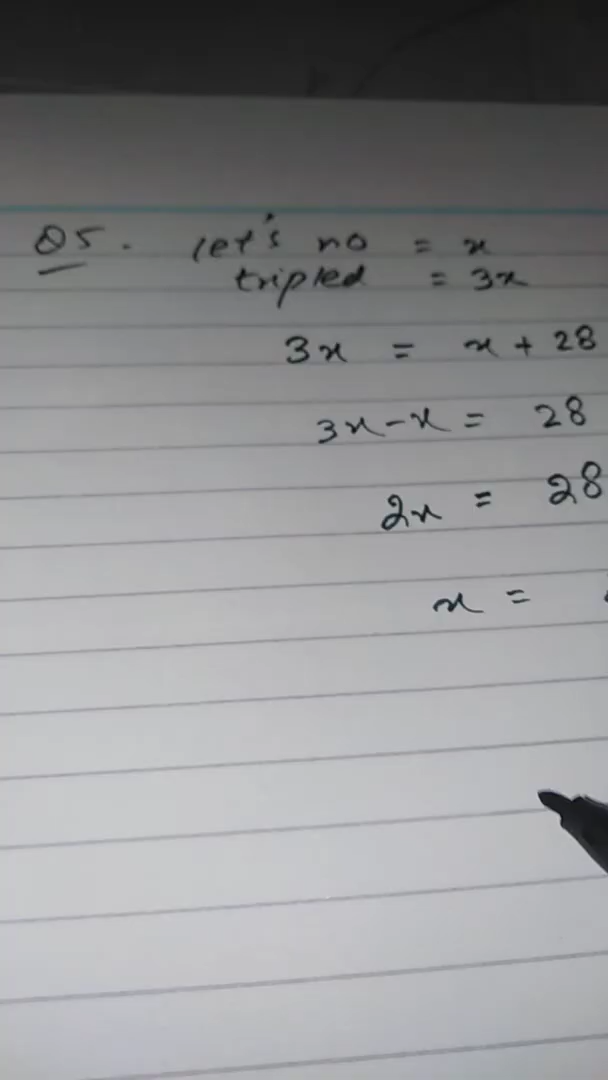 Q5. let's no = x
tripled = 3x
3x = x + 28
3x - x = 28
2x = 28
x =